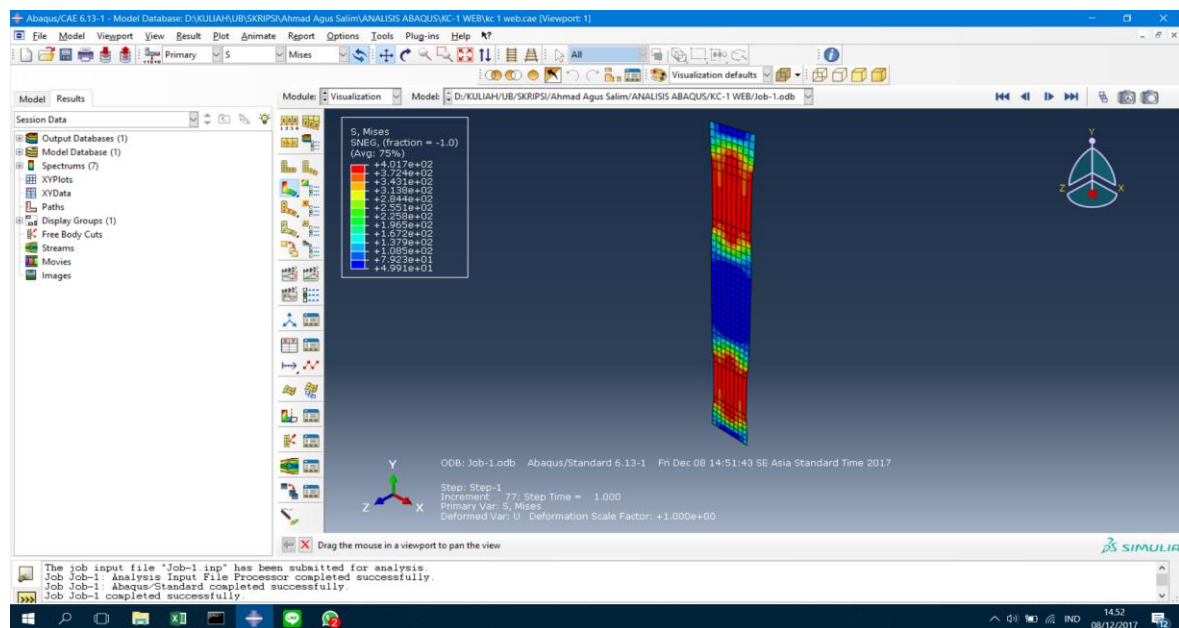 Abaqus/CAE 6.13-1 - Model Database: D:\KULIAH\UB\SKRIPSI\Ahmad Agus Salim\ANALISIS ABAQUS\KC-1 WEB\kc 1 web.cae [Viewport: 1]
File Model Viewport View Result Plot Animate Report Options Tools Plug-ins Help
Primary S Mises All
Visualization defaults
Model Results
Module: Visualization Model: D:/KULIAH/UB/SKRIPSI/Ahmad Agus Salim/ANALISIS ABAQUS/KC-1 WEB/Job-1.odb
Session Data
Output Databases (1)
Model Database (1)
Spectrums (7)
XYPlots
XYData
Paths
Display Groups (1)
Free Body Cuts
Streams
Movies
Images
S, Mises
SNEG, (fraction = -1.0)
(Avg: 75%)
+4.017e+02
+3.724e+02
+3.431e+02
+3.138e+02
+2.844e+02
+2.551e+02
+2.258e+02
+1.965e+02
+1.672e+02
+1.379e+02
+1.085e+02
+7.923e+01
+4.991e+01
Y
Z X
Y
Z X
ODB: Job-1.odb Abaqus/Standard 6.13-1 Fri Dec 08 14:51:43 SE Asia Standard Time 2017
Step: Step-1
Increment 77: Step Time = 1.000
Primary Var: S, Mises
Deformed Var: U Deformation Scale Factor: +1.000e+00
Drag the mouse in a viewport to pan the view
SIMULIA
The job input file "Job-1.inp" has been submitted for analysis.
Job Job-1: Analysis Input File Processor completed successfully.
Job Job-1: Abaqus/Standard completed successfully.
Job Job-1 completed successfully.
IND
14.52
08/12/2017